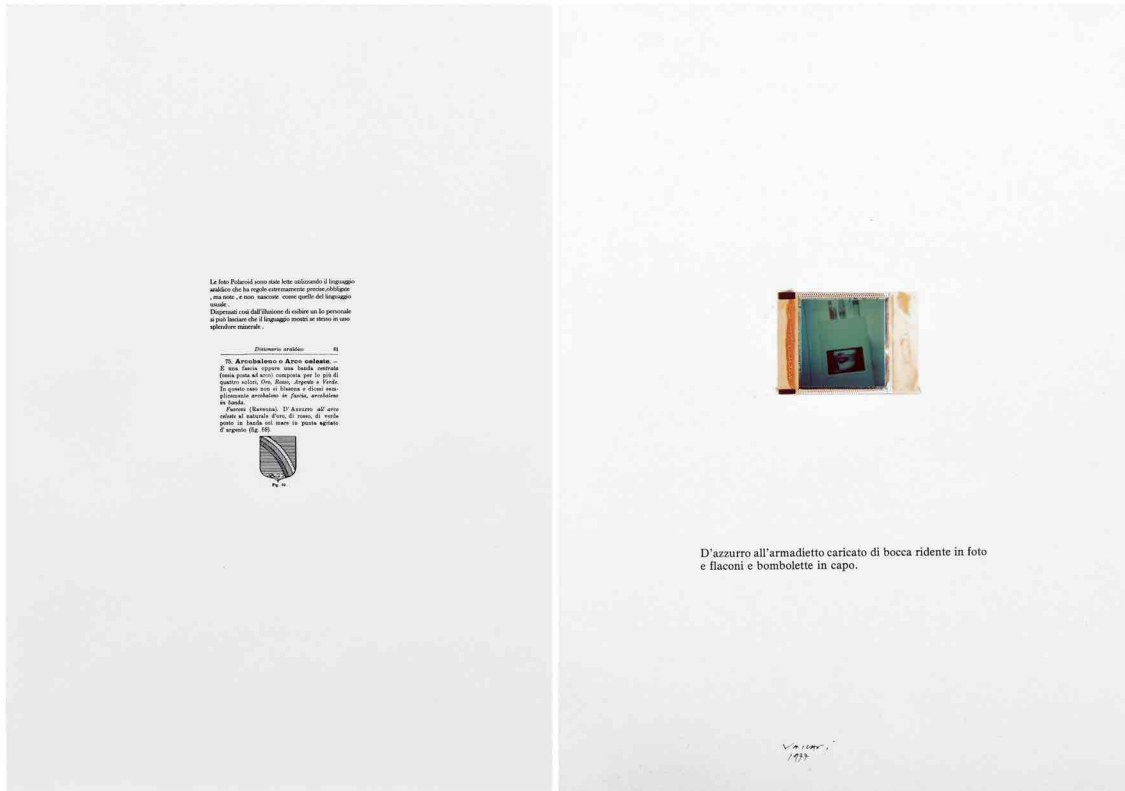 Le foto Polaroid sono state lette utilizzando il linguaggio
araldico che ha regole estremamente precise,obbligate
, ma note , e non nascoste come quelle del linguaggio
usuale .
Dispensati così dall'illusione di esibire un Io personale
si può lasciare che il linguaggio mostri se stesso in uno
splendore minerale .
Dizionario araldico 61
75. Arcobaleno o Arco celeste. –
È una fascia oppure una banda centrata
(ossia posta ad arco) composta per lo più di
quattro colori, Oro, Rosso, Argento e Verde.
In questo caso non si blasona e dicesi sem-
plicemente arcobaleno in fascia, arcobaleno
in banda.
Fusconi (Ravenna). D'Azzurro all'arco
celeste al naturale d'oro, di rosso, di verde
posto in banda col mare in punta agitato
d'argento (fig. 59).
Fig.
D'azzurro all'armadietto caricato di bocca ridente in foto
e flaconi e bombolette in capo.
Vaccari
1977